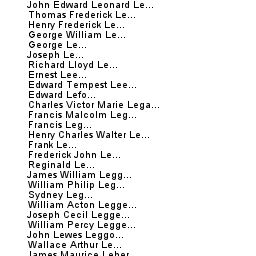 John Edward Leonard Le...
Thomas Frederick Le...
Henry Frederick Le...
George William Le...
George Le...
Joseph Le...
Richard Lloyd Le...
Ernest Lee...
Edward Tempest Lee...
Edward Lefo...
Charles Victor Marie Lega...
Francis Malcolm Leg...
Francis Leg...
Henry Charles Walter Le...
Frank Le...
Frederick John Le...
Reginald Le...
James William Legg...
William Philip Leg...
Sydney Leg...
William Acton Legge...
Joseph Cecil Legge...
William Percy Legge...
John Lewes Leggo...
Wallace Arthur Le...
James Maurice Leher